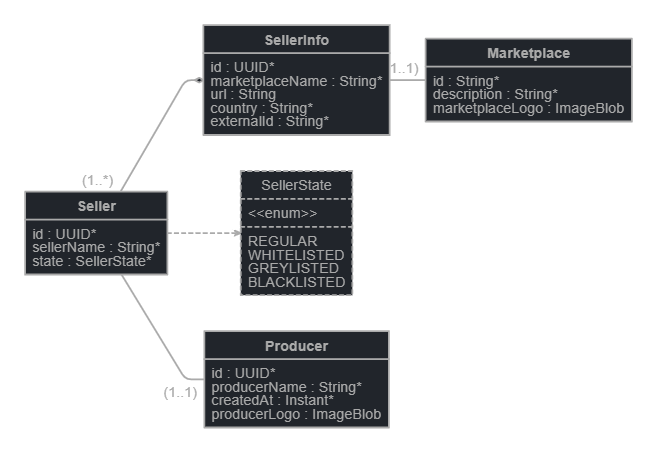 SellerInfo
id : UUID*
marketplaceName : String*
url : String
country : String*
externalId : String*
1..1)
Marketplace
id : String*
description : String*
marketplaceLogo : ImageBlob
(1..*)
Seller
id : UUID*
sellerName : String*
state : SellerState*
SellerState
<<enum>>
REGULAR
WHITELISTED
GREYLISTED
BLACKLISTED
Producer
id : UUID*
producerName : String*
createdAt : Instant*
producerLogo : ImageBlob
(1..1)